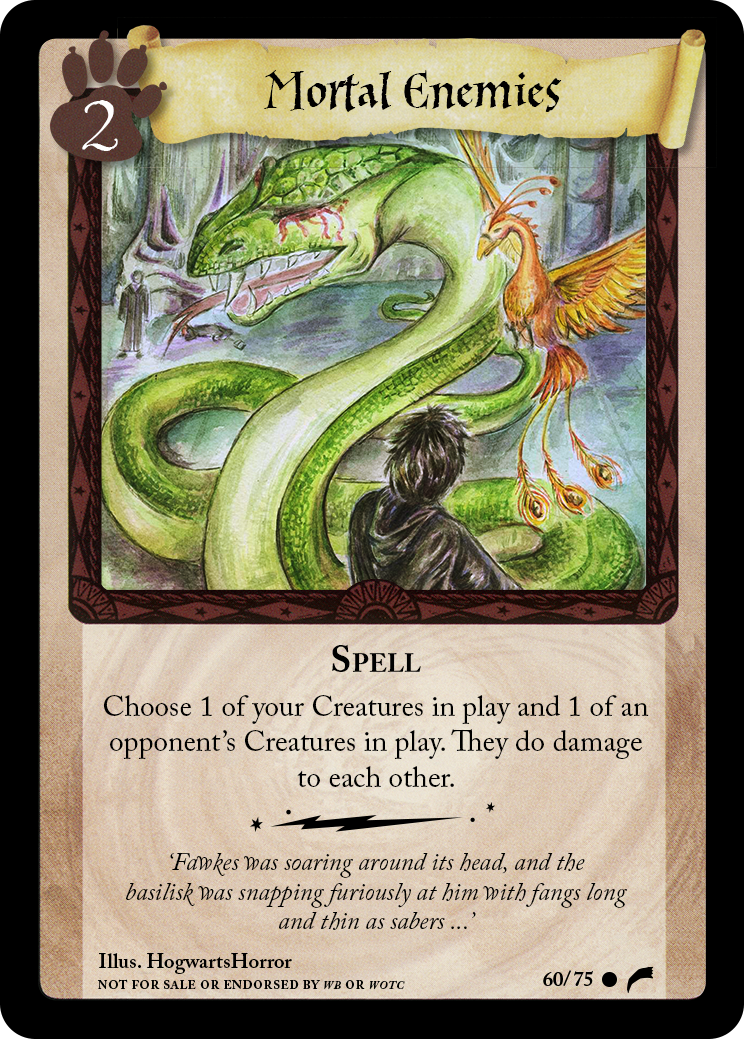 2
Mortal Enemies
Spell
Choose 1 of your Creatures in play and 1 of an
opponent's Creatures in play. They do damage
to each other.
'Fawkes was soaring around its head, and the
basilisk was snapping furiously at him with fangs long
and thin as sabers ...'
Illus. HogwartsHorror
NOT FOR SALE OR ENDORSED BY WB OR WOTC
60/75